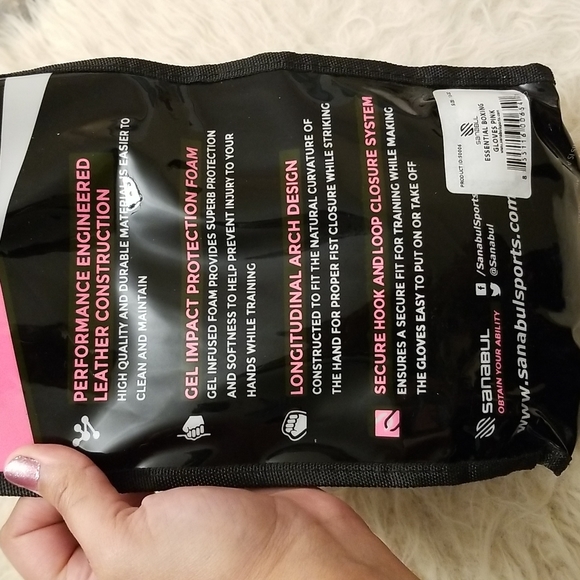 PERFORMANCE ENGINEERED
LEATHER CONSTRUCTION
HIGH QUALITY AND DURABLE MATERIAL IS EASIER TO
CLEAN AND MAINTAIN
GEL IMPACT PROTECTION FOAM
GEL INFUSED FOAM PROVIDES SUPERB PROTECTION
AND SOFTNESS TO HELP PREVENT INJURY TO YOUR
HANDS WHILE TRAINING
LONGITUDINAL ARCH DESIGN
CONSTRUCTED TO FIT THE NATURAL CURVATURE OF
THE HAND FOR PROPER FIST CLOSURE WHILE STRIKING
SECURE HOOK AND LOOP CLOSURE SYSTEM
ENSURES A SECURE FIT FOR TRAINING WHILE MAKING
THE GLOVES EASY TO PUT ON OR TAKE OFF
SANABUL
OBTAIN YOUR ABILITY
/SanabulSports
@Sanabul
www.sanabulsports.com
SANABUL
ESSENTIAL BOXING
GLOVES PINK